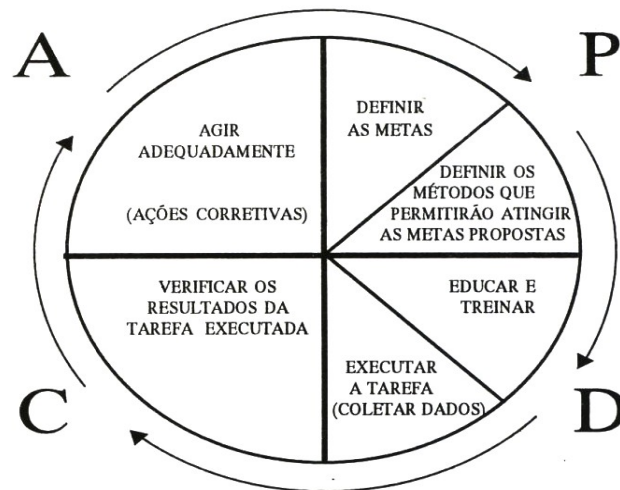 A
P
AGIR
ADEQUADAMENTE
(AÇÕES CORRETIVAS)
DEFINIR
AS METAS
DEFINIR OS
MÉTODOS QUE
PERMITIRÃO ATINGIR
AS METAS PROPOSTAS
VERIFICAR OS
RESULTADOS DA
TAREFA EXECUTADA
EDUCAR E
TREINAR
EXECUTAR
A TAREFA
(COLETAR DADOS)
C
D